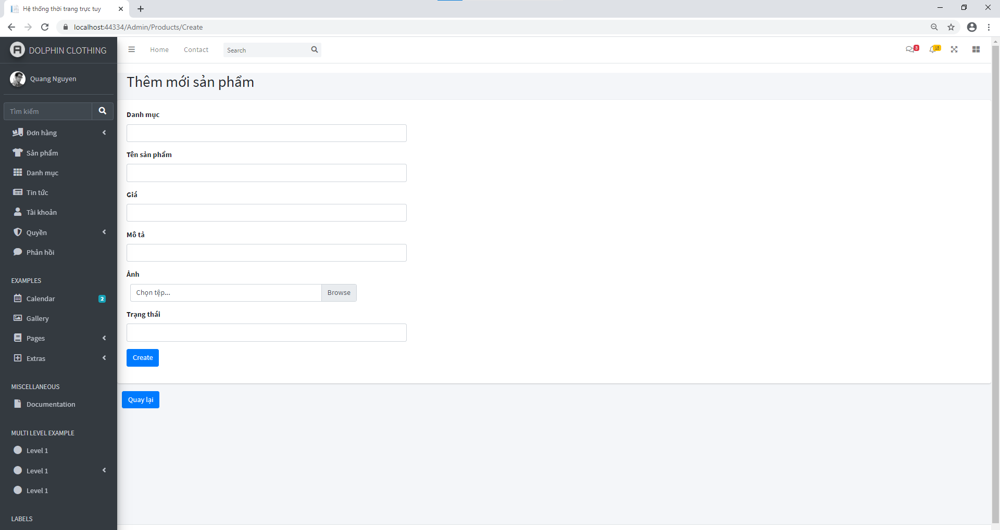 Hệ thống thời trang trực tuy
localhost:44334/Admin/Products/Create
DOLPHIN CLOTHING
Home
Contact
Search
3
15
Quang Nguyen
Tìm kiếm
Đơn hàng
Sản phẩm
Danh mục
Tin tức
Tài khoản
Quyền
Phản hồi
EXAMPLES
Calendar
2
Gallery
Pages
Extras
MISCELLANEOUS
Documentation
MULTI LEVEL EXAMPLE
Level 1
Level 1
Level 1
LABELS
Thêm mới sản phẩm
Danh mục
Tên sản phẩm
Giá
Mô tả
Ảnh
Chọn tệp...
Browse
Trạng thái
Create
Quay lại